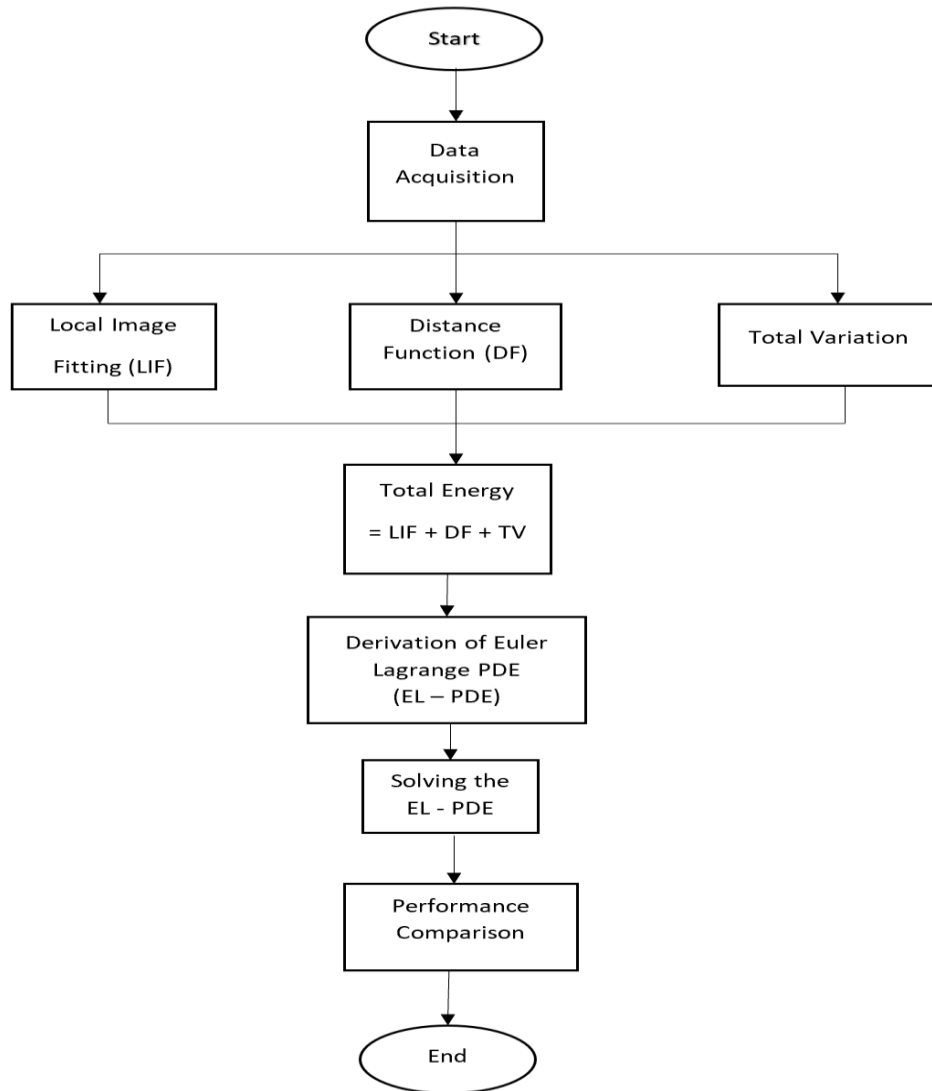 Start
Data
Acquisition
Local Image
Fitting (LIF)
Distance
Function (DF)
Total Variation
Total Energy
= LIF + DF + TV
Derivation of Euler
Lagrange PDE
(EL – PDE)
Solving the
EL - PDE
Performance
Comparison
End